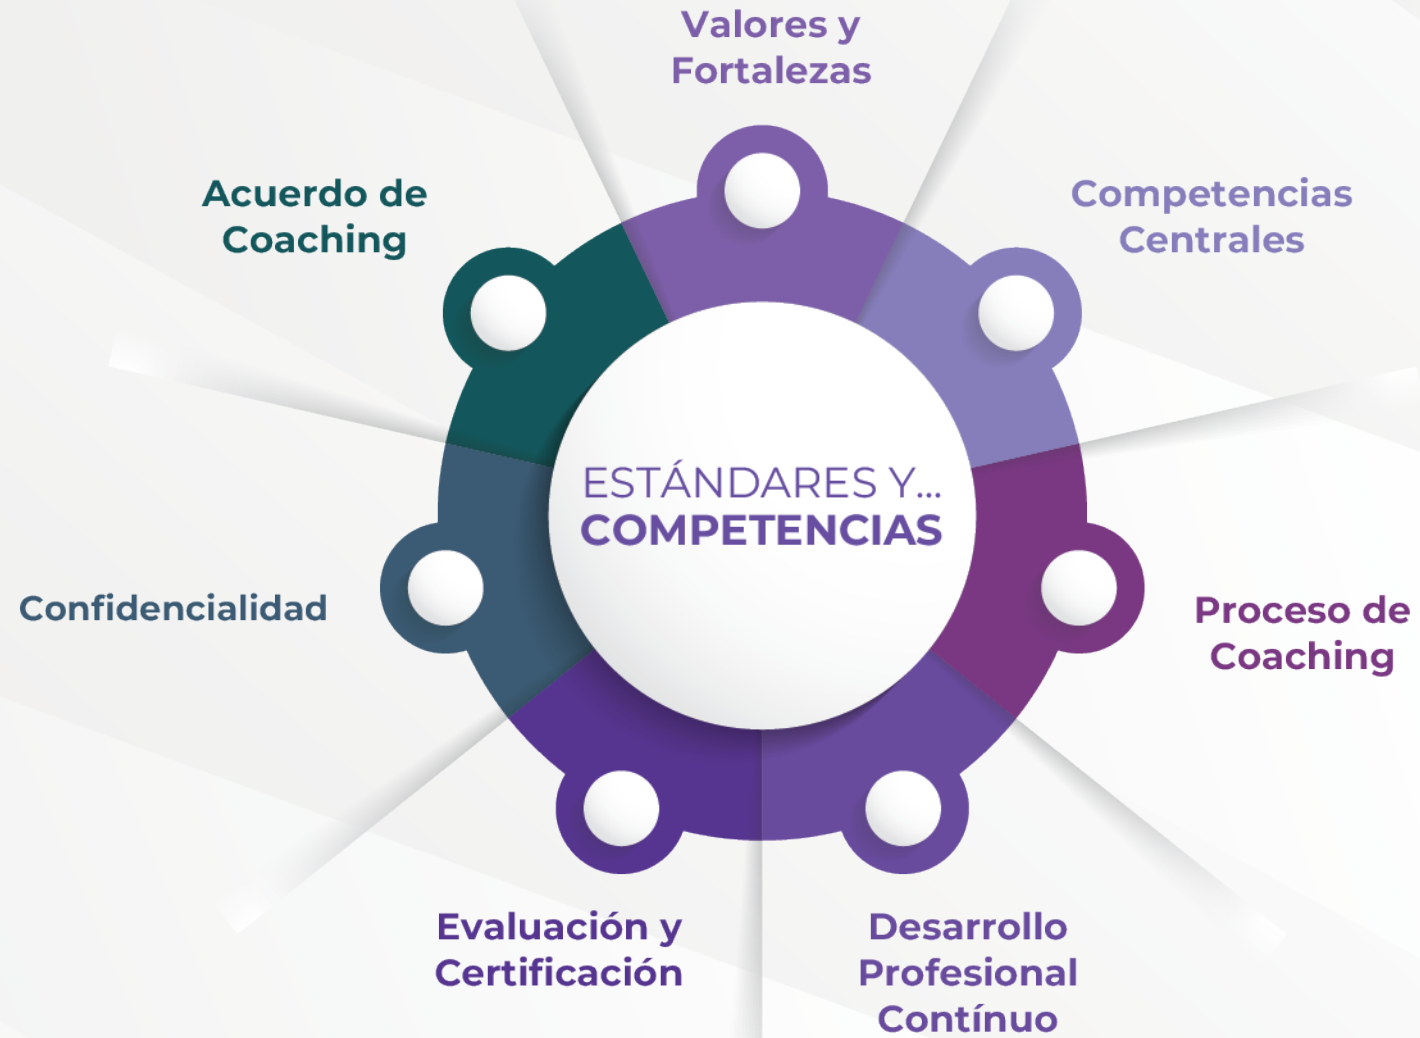 Valores y
Fortalezas
Acuerdo de
Coaching
Competencias
Centrales
ESTÁNDARES Y...
COMPETENCIAS
Confidencialidad
Proceso de
Coaching
Evaluación y
Certificación
Desarrollo
Profesional
Contínuo